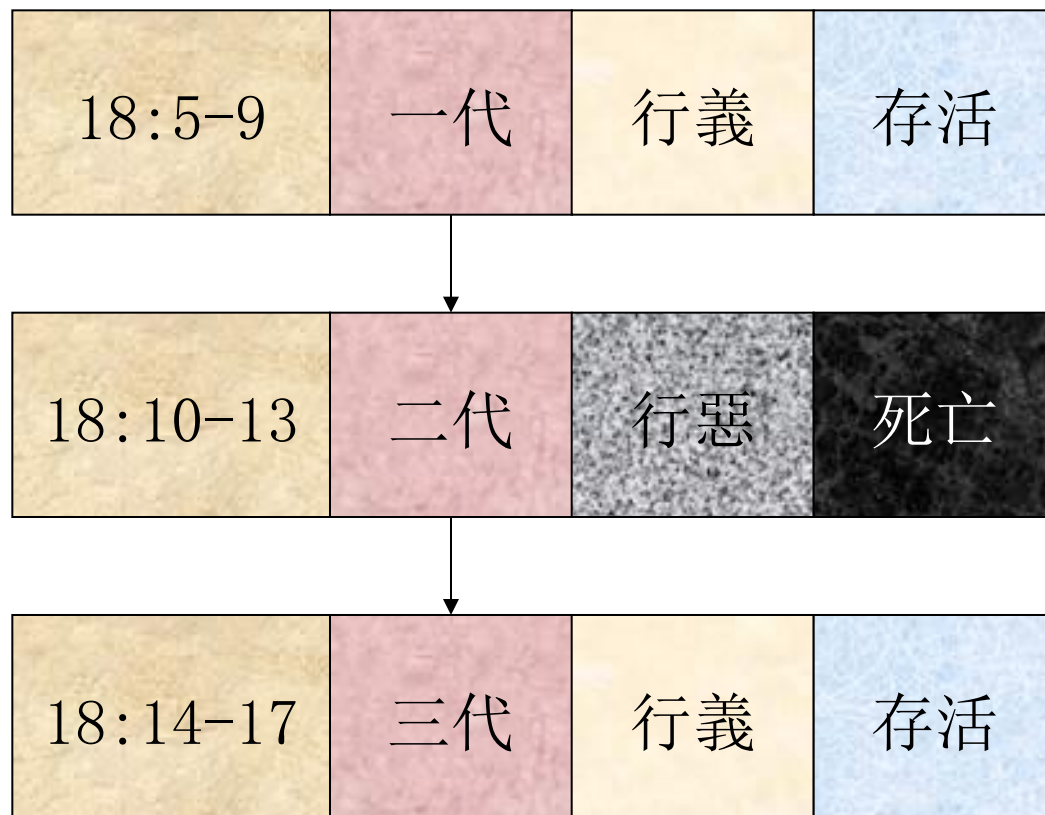 18:5-9 一代 行義 存活
18:10-13 二代 行惡 死亡
18:14-17 三代 行義 存活